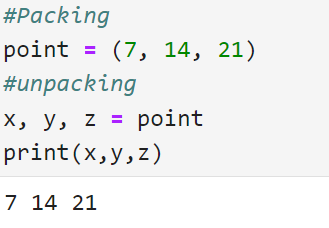 #Packing
point = (7, 14, 21)
#unpacking
x, y, z = point
print(x,y,z)
7 14 21